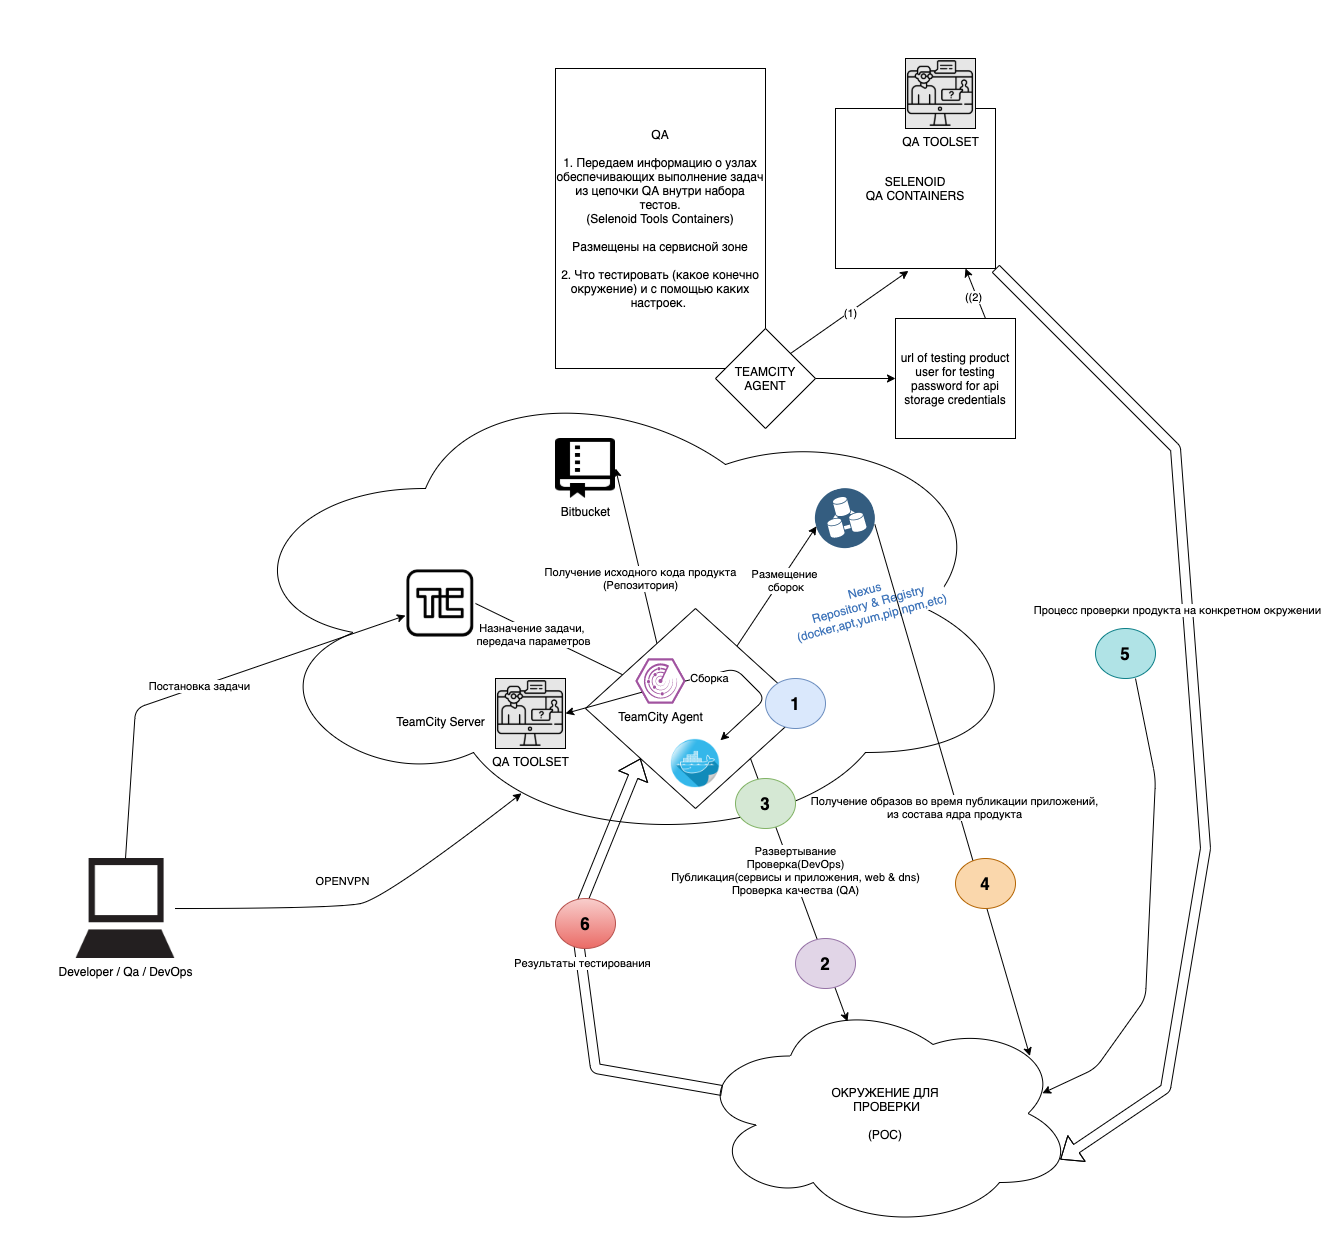 QA
1. Передаем информацию о узлах
обеспечивающих выполнение задач
из цепочки QA внутри набора
тестов.
(Selenoid Tools Containers)
Размещены на сервисной зоне
2. Что тестировать (какое конечно
окружение) и с помощью каких
настроек.
?
QA TOOLSET
SELENOID
QA CONTAINERS
(1)
((2)
TEAMCITY
AGENT
url of testing product
user for testing
password for api
storage credentials
Bitbucket
Получение исходного кода продукта
(Репозитория)
Размещение
сборок
Nexus
Repository & Registry
(docker,apt,yum,pip,npm,etc)
TC
Назначение задачи,
передача параметров
Постановка задачи
Процесс проверки продукта на конкретном окружении
5
Сборка
1
TeamCity Agent
TeamCity Server
?
QA TOOLSET
3
Получение образов во время публикации приложений,
из состава ядра продукта
Развертывание
Проверка(DevOps)
Публикация(сервисы и приложения, web & dns)
Проверка качества (QA)
4
OPENVPN
6
Результаты тестирования
2
Developer / Qa / DevOps
ОКРУЖЕНИЕ ДЛЯ
ПРОВЕРКИ
(POC)